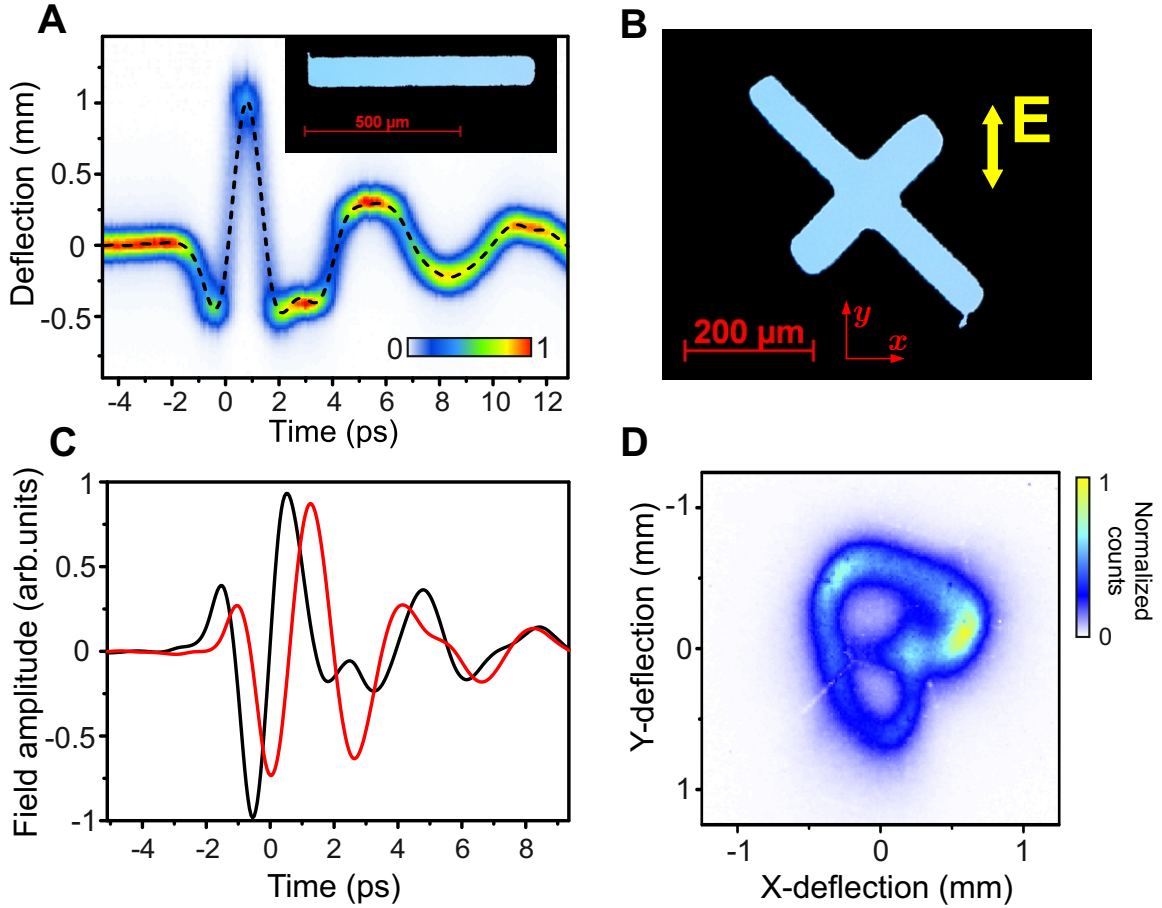 A
Deflection (mm)
1
0.5
0
-0.5
500 µm
0
1
-4
-2
0
2
4
6
8
10
12
Time (ps)
B
E
200 µm
y
x
C
Field amplitude (arb.units)
1
0.5
0
-0.5
-1
-4
-2
0
2
4
6
8
Time (ps)
D
Y-deflection (mm)
-1
0
1
-1
0
1
X-deflection (mm)
1
0
Normalized
counts